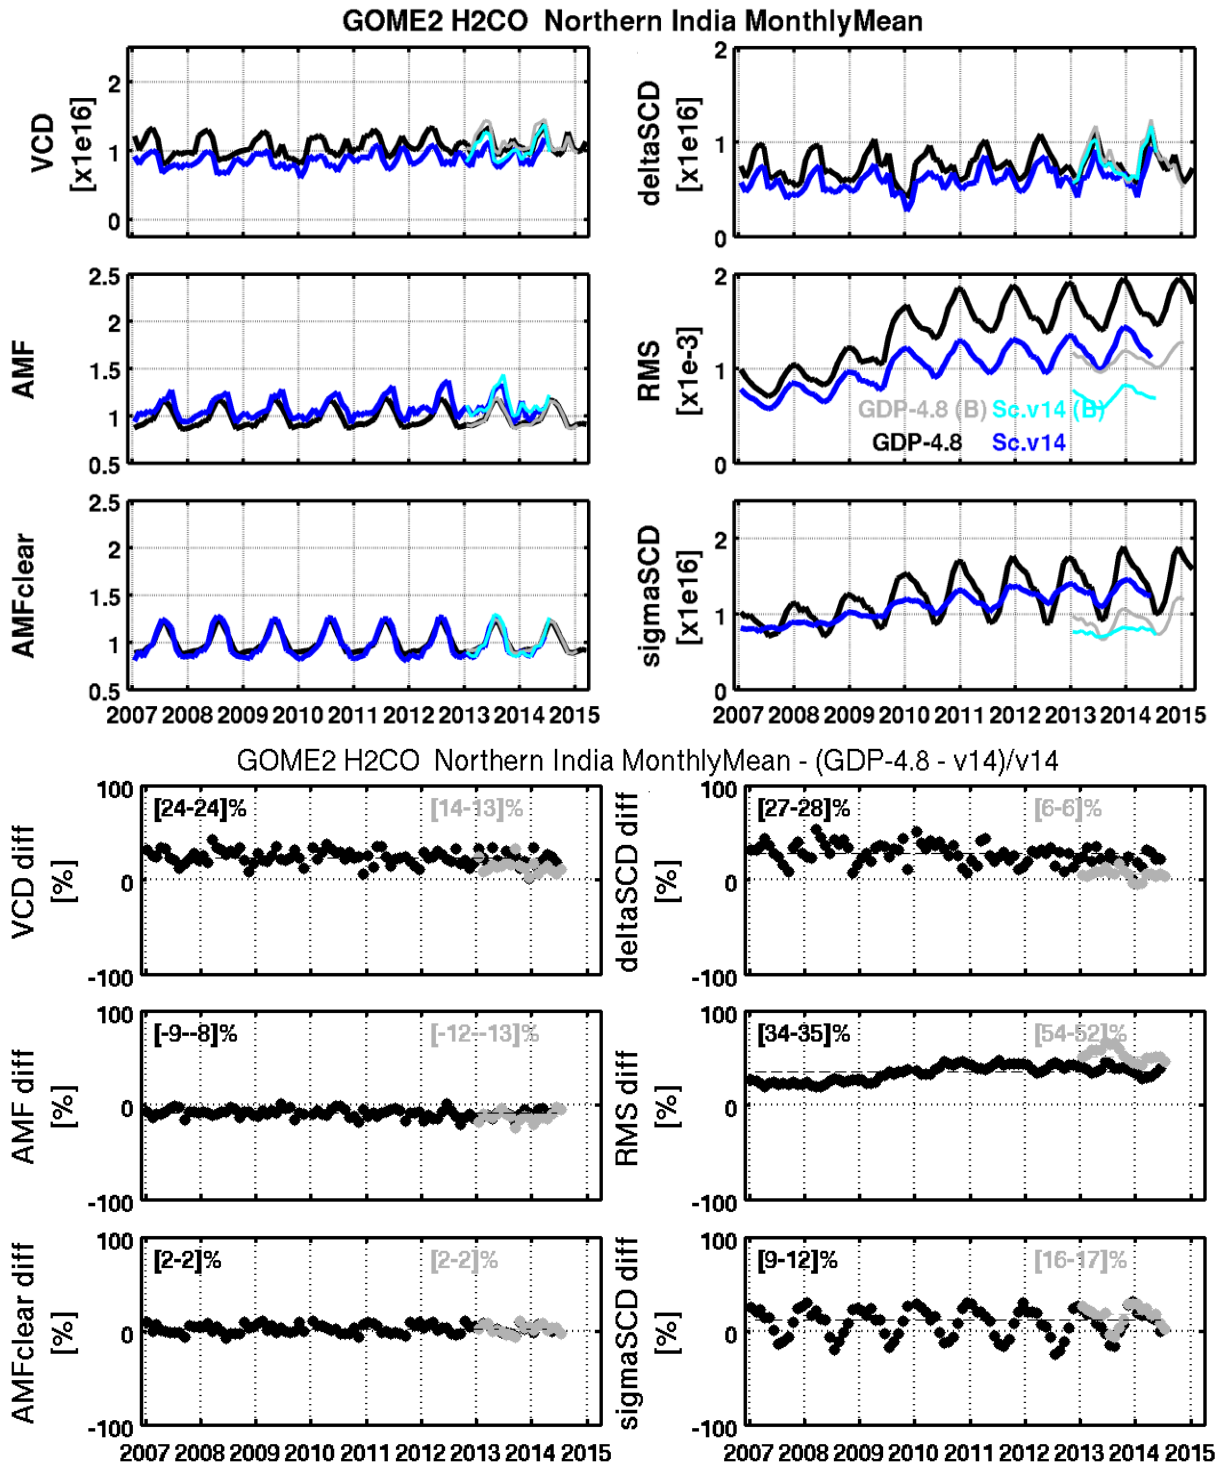 GOME2 H2CO  Northern India MonthlyMean
VCD
[x1e16]
2
1
0
deltaSCD
[x1e16]
2
1
0
AMF
2.5
2
1.5
1
0.5
RMS
[x1e-3]
2
1
0
GDP-4.8 (B) Sc.v14 (B)
GDP-4.8 Sc.v14
AMFclear
2.5
2
1.5
1
0.5
sigmaSCD
[x1e16]
2
1
0
2007 2008 2009 2010 2011 2012 2013 2014 2015
2007 2008 2009 2010 2011 2012 2013 2014 2015
GOME2 H2CO  Northern India MonthlyMean - (GDP-4.8 - v14)/v14
VCD diff
[%]
100
0
-100
[24-24]% [14-13]%
deltaSCD diff
[%]
100
0
-100
[27-28]% [6-6]%
AMF diff
[%]
100
0
-100
[-9--8]% [-12--13]%
RMS diff
[%]
100
0
-100
[34-35]% [54-52]%
AMFclear diff
[%]
100
0
-100
[2-2]% [2-2]%
sigmaSCD diff
[%]
100
0
-100
[9-12]% [16-17]%
2007 2008 2009 2010 2011 2012 2013 2014 2015
2007 2008 2009 2010 2011 2012 2013 2014 2015